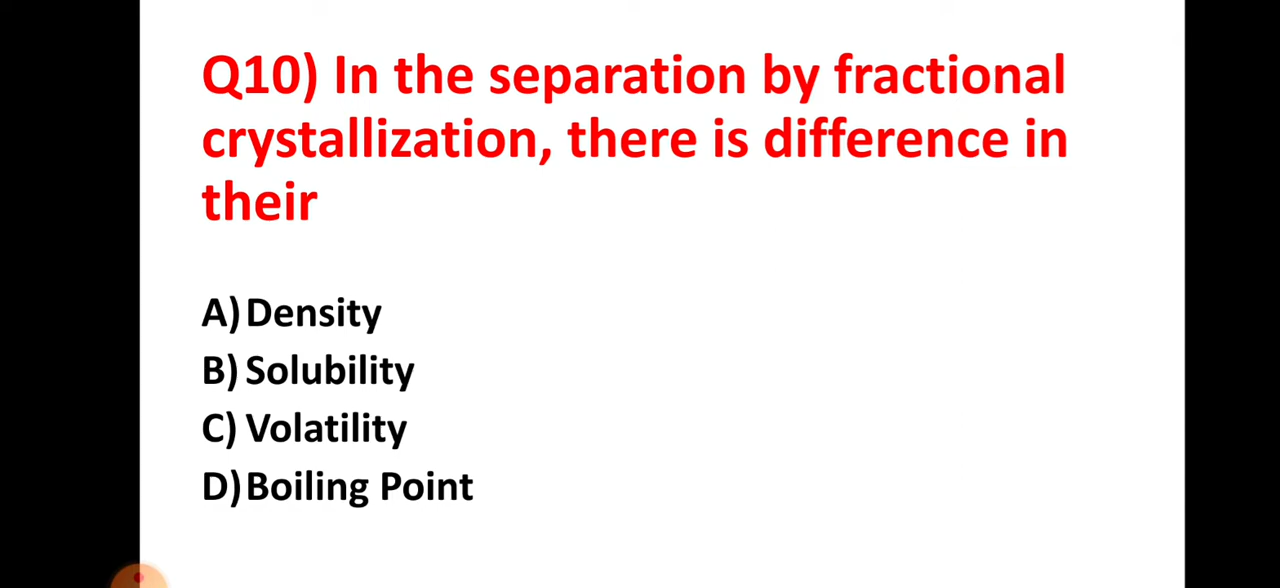 Q10) In the separation by fractional
crystallization, there is difference in
their
A) Density
B) Solubility
C) Volatility
D) Boiling Point